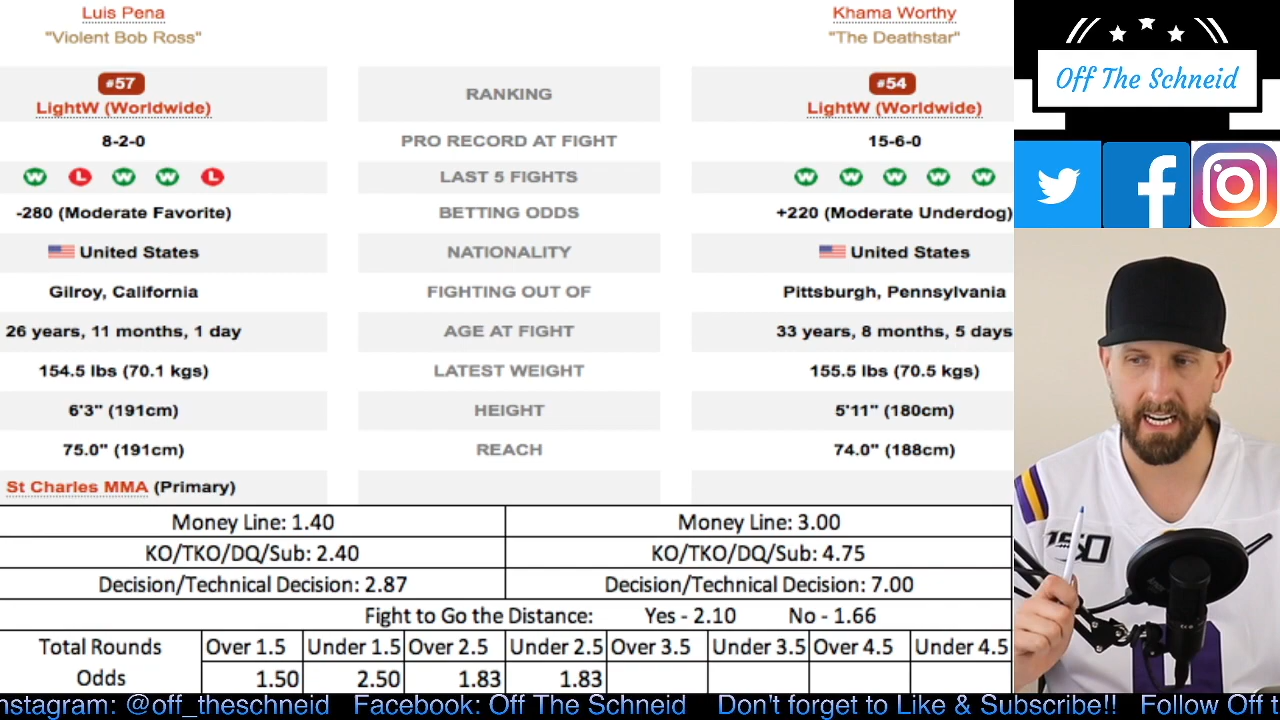 Luis Pena
"Violent Bob Ross"
Khama Worthy
"The Deathstar"
Off The Schneid
#57
LightW (Worldwide)
RANKING
#54
LightW (Worldwide)
8-2-0
PRO RECORD AT FIGHT
15-6-0
W L W W L
LAST 5 FIGHTS
W W W W W
-280 (Moderate Favorite)
BETTING ODDS
+220 (Moderate Underdog)
United States
NATIONALITY
United States
Gilroy, California
FIGHTING OUT OF
Pittsburgh, Pennsylvania
26 years, 11 months, 1 day
AGE AT FIGHT
33 years, 8 months, 5 days
154.5 lbs (70.1 kgs)
LATEST WEIGHT
155.5 lbs (70.5 kgs)
6'3" (191cm)
HEIGHT
5'11" (180cm)
75.0" (191cm)
REACH
74.0" (188cm)
St Charles MMA (Primary)
Money Line: 1.40
Money Line: 3.00
KO/TKO/DQ/Sub: 2.40
KO/TKO/DQ/Sub: 4.75
Decision/Technical Decision: 2.87
Decision/Technical Decision: 7.00
Fight to Go the Distance: Yes - 2.10 No - 1.66
Total Rounds Over 1.5 Under 1.5 Over 2.5 Under 2.5 Over 3.5 Under 3.5 Over 4.5 Under 4.5
Odds 1.50 2.50 1.83 1.83
150
nstagram: @off_theschneid Facebook: Off The Schneid Don't forget to Like & Subscribe!! Follow Off t